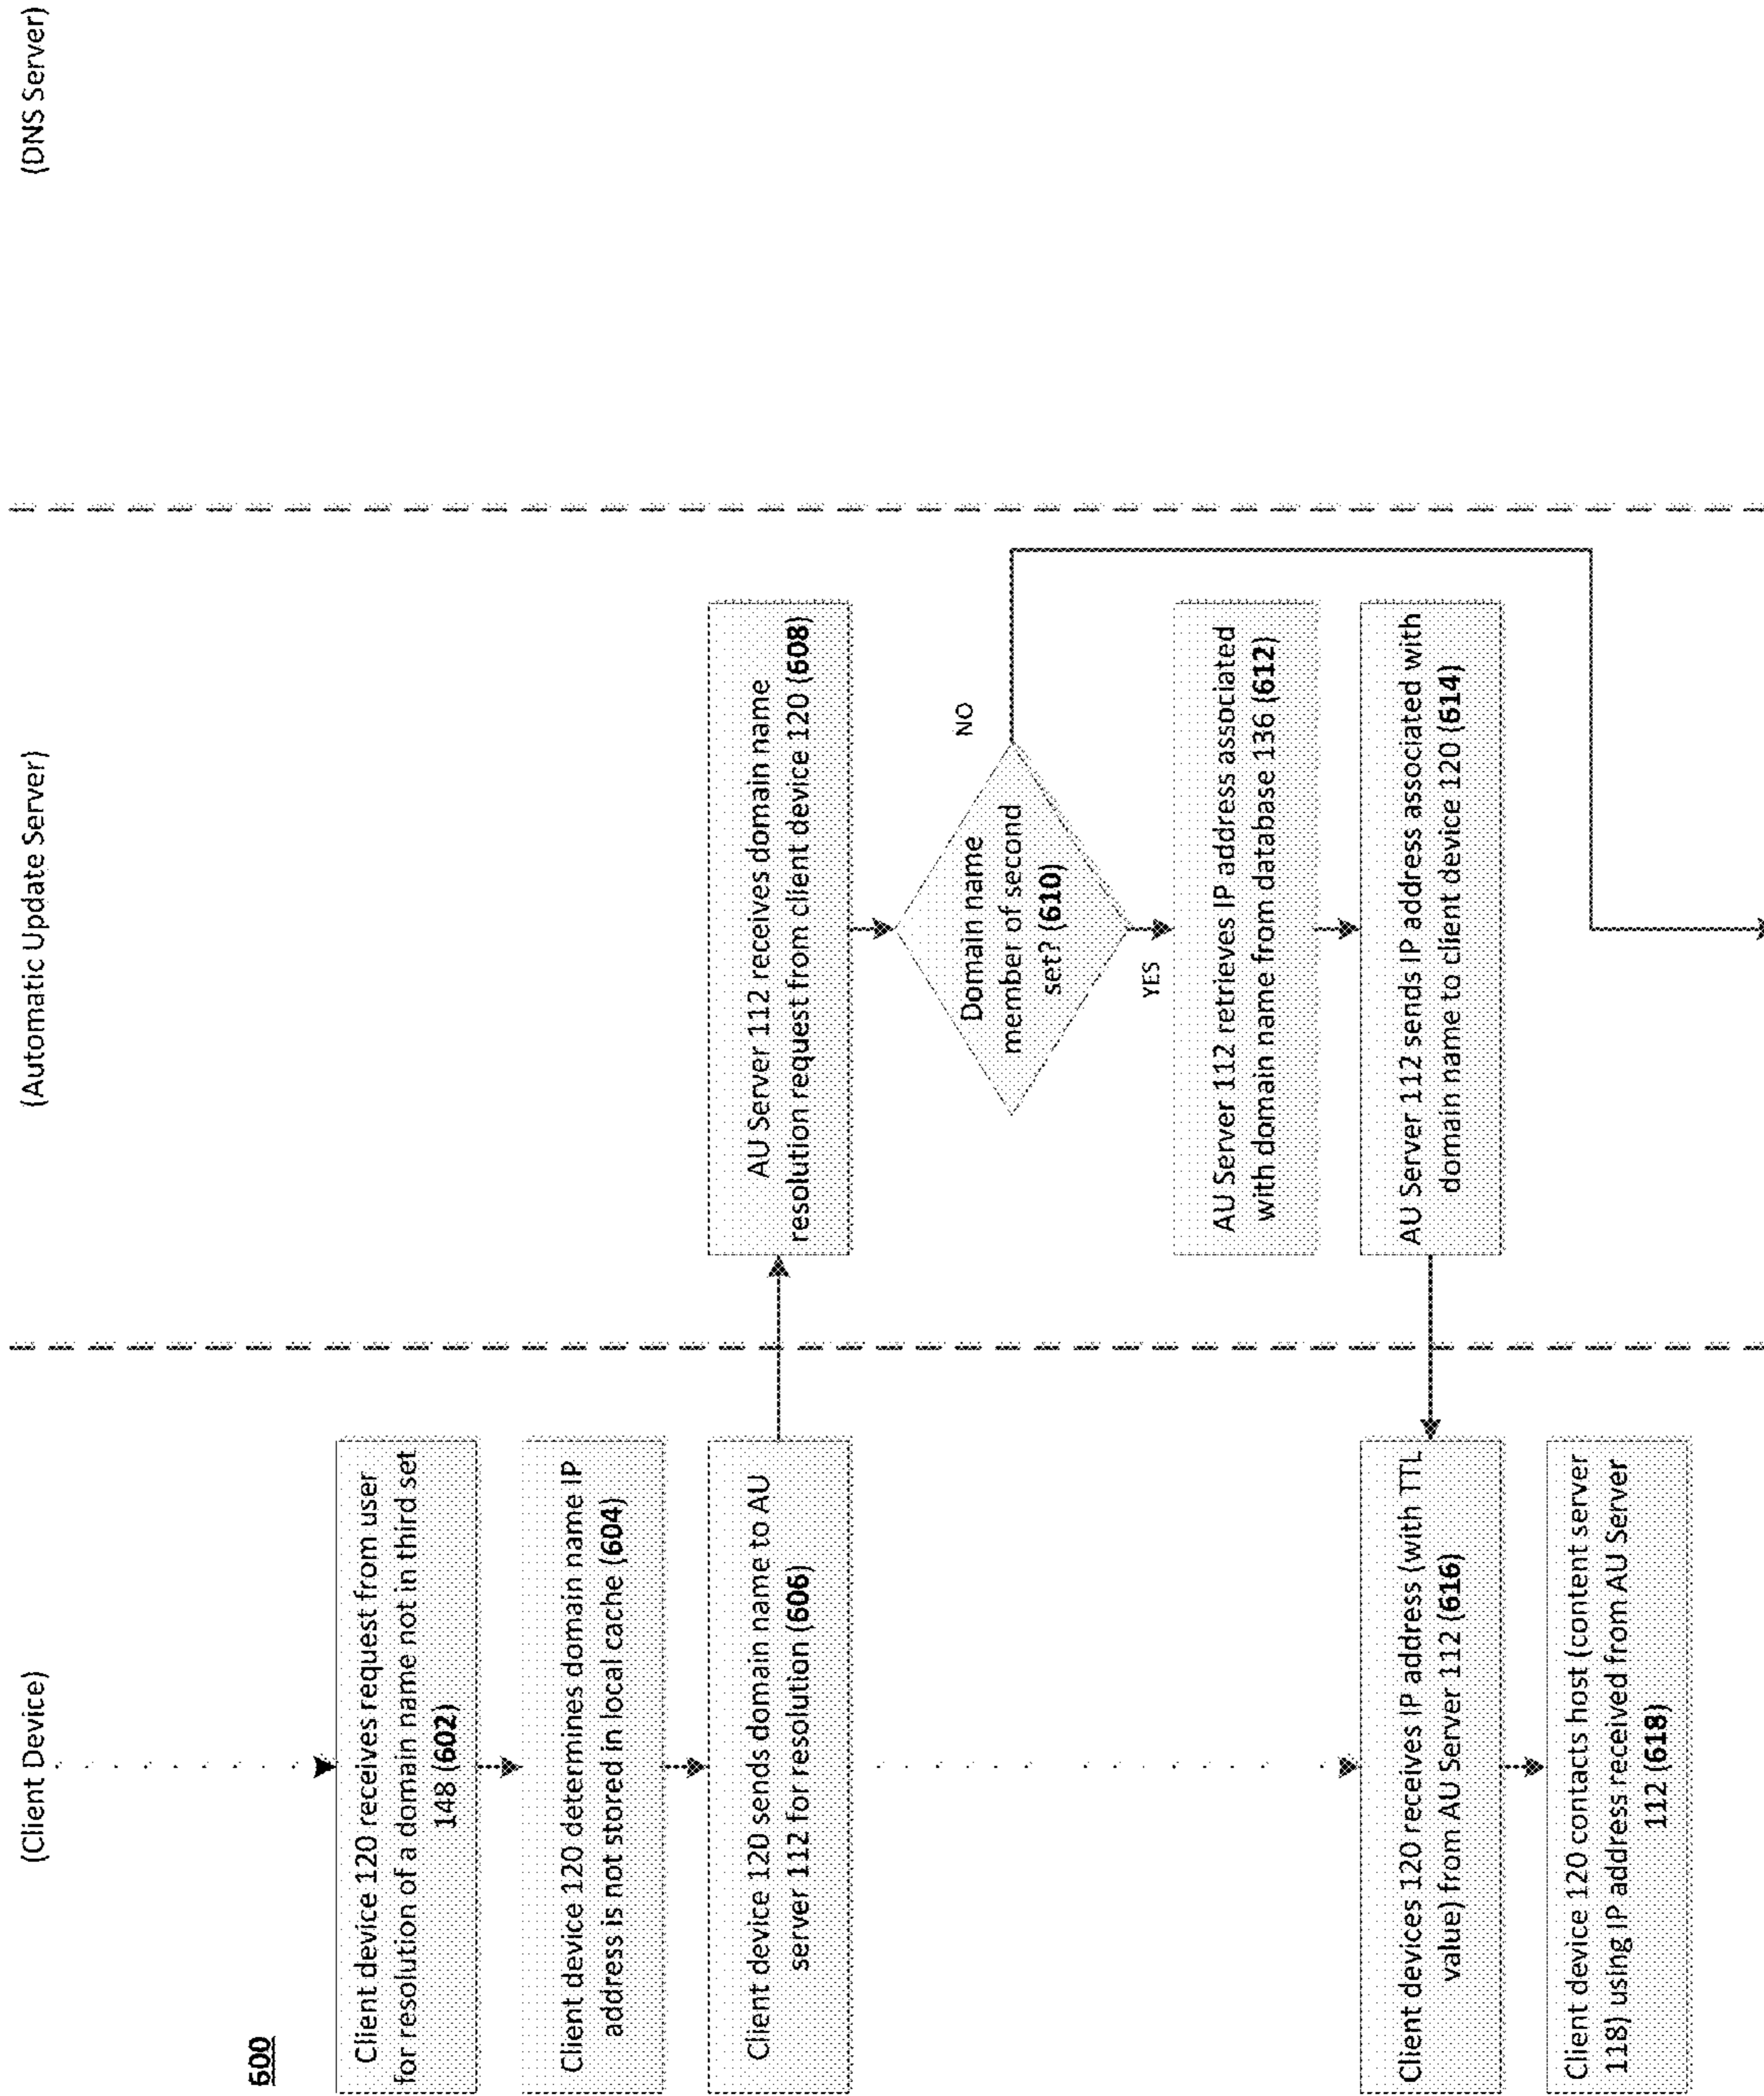 600
(Client Device)
(Automatic Update Server)
(DNS Server)
Client device 120 receives request from user
for resolution of a domain name not in third set
148 (602)
Client device 120 determines domain name IP
address is not stored in local cache (604)
Client device 120 sends domain name to AU
server 112 for resolution (606)
AU Server 112 receives domain name
resolution request from client device 120 (608)
Domain name
member of second
set? (610)
NO
YES
AU Server 112 retrieves IP address associated
with domain name from database 136 (612)
AU Server 112 sends IP address associated with
domain name to client device 120 (614)
Client devices 120 receives IP address (with TTL
value) from AU Server 112 (616)
Client device 120 contacts host (content server
118) using IP address received from AU Server
112 (618)